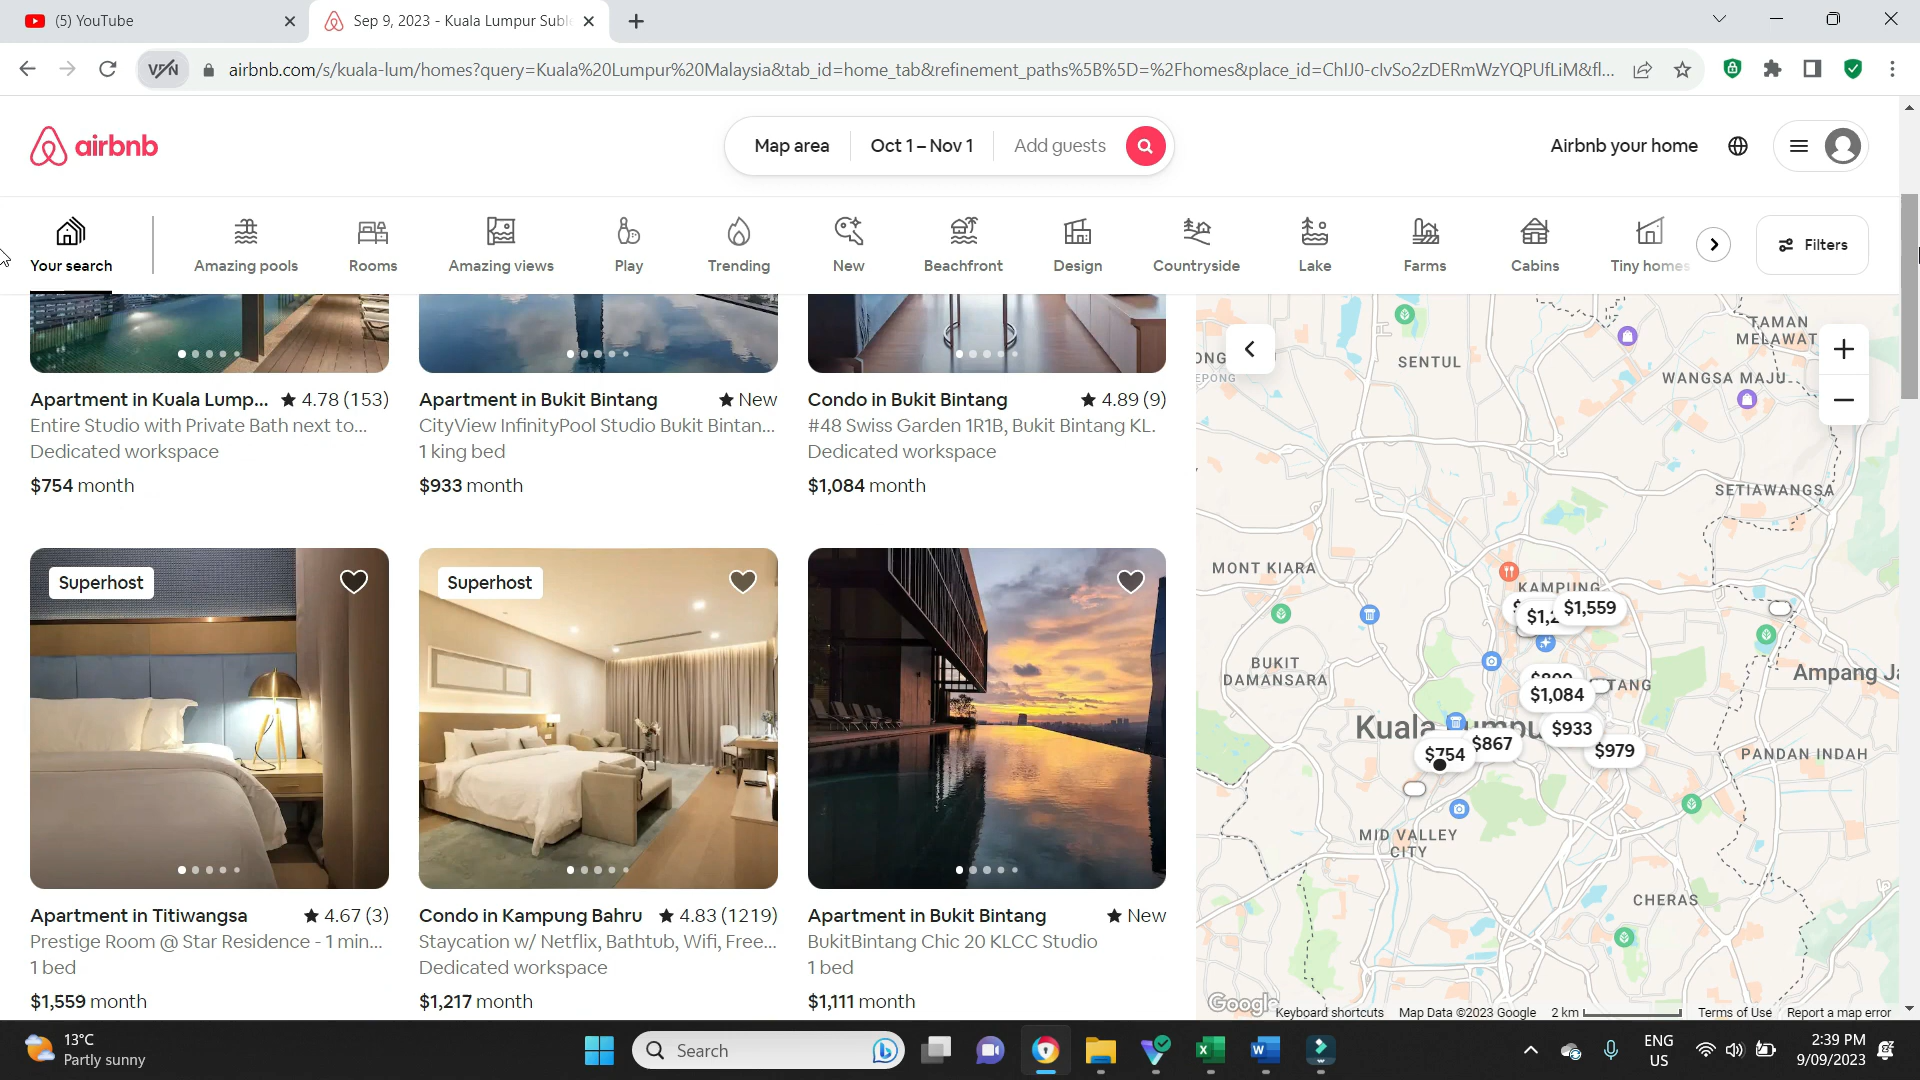 (5) YouTube
Sep 9, 2023 - Kuala Lumpur Suble
VPN
airbnb.com/s/kuala-lum/homes?query=Kuala%20Lumpur%20Malaysia&tab_id=home_tab&refinement_paths%5B%5D=%2Fhomes&place_id=ChIJ0-cIvSo2zDERmWzYQPUfLiM&fl...
airbnb
Map area
Oct 1 – Nov 1
Add guests
Airbnb your home
Your search
Amazing pools
Rooms
Amazing views
Play
Trending
New
Beachfront
Design
Countryside
Lake
Farms
Cabins
Tiny homes
Filters
Apartment in Kuala Lump... 4.78 (153)
Entire Studio with Private Bath next to...
Dedicated workspace
$754 month
Apartment in Bukit Bintang New
CityView InfinityPool Studio Bukit Bintan...
1 king bed
$933 month
Condo in Bukit Bintang 4.89 (9)
#48 Swiss Garden 1R1B, Bukit Bintang KL.
Dedicated workspace
$1,084 month
Superhost
Apartment in Titiwangsa 4.67 (3)
Prestige Room @ Star Residence - 1 min...
1 bed
$1,559 month
Superhost
Condo in Kampung Bahru 4.83 (1219)
Staycation w/ Netflix, Bathtub, Wifi, Free...
Dedicated workspace
$1,217 month
Apartment in Bukit Bintang New
BukitBintang Chic 20 KLCC Studio
1 bed
$1,111 month
TAMAN
MELAWAT
ONG
EPONG
SENTUL
WANGSA MAJU
SETIAWANGSA
MONT KIARA
KAMPUNG
$1,559
$1,2
BUKIT
DAMANSARA
Ampang Ja
TANG
$1,084
Kuala
$933
$867
$754
$979
PANDAN INDAH
MID VALLEY
CITY
CHERAS
Google
Keyboard shortcuts
Map Data ©2023 Google
2 km
Terms of Use
Report a map error
13°C
Partly sunny
Search
ENG
US
2:39 PM
9/09/2023